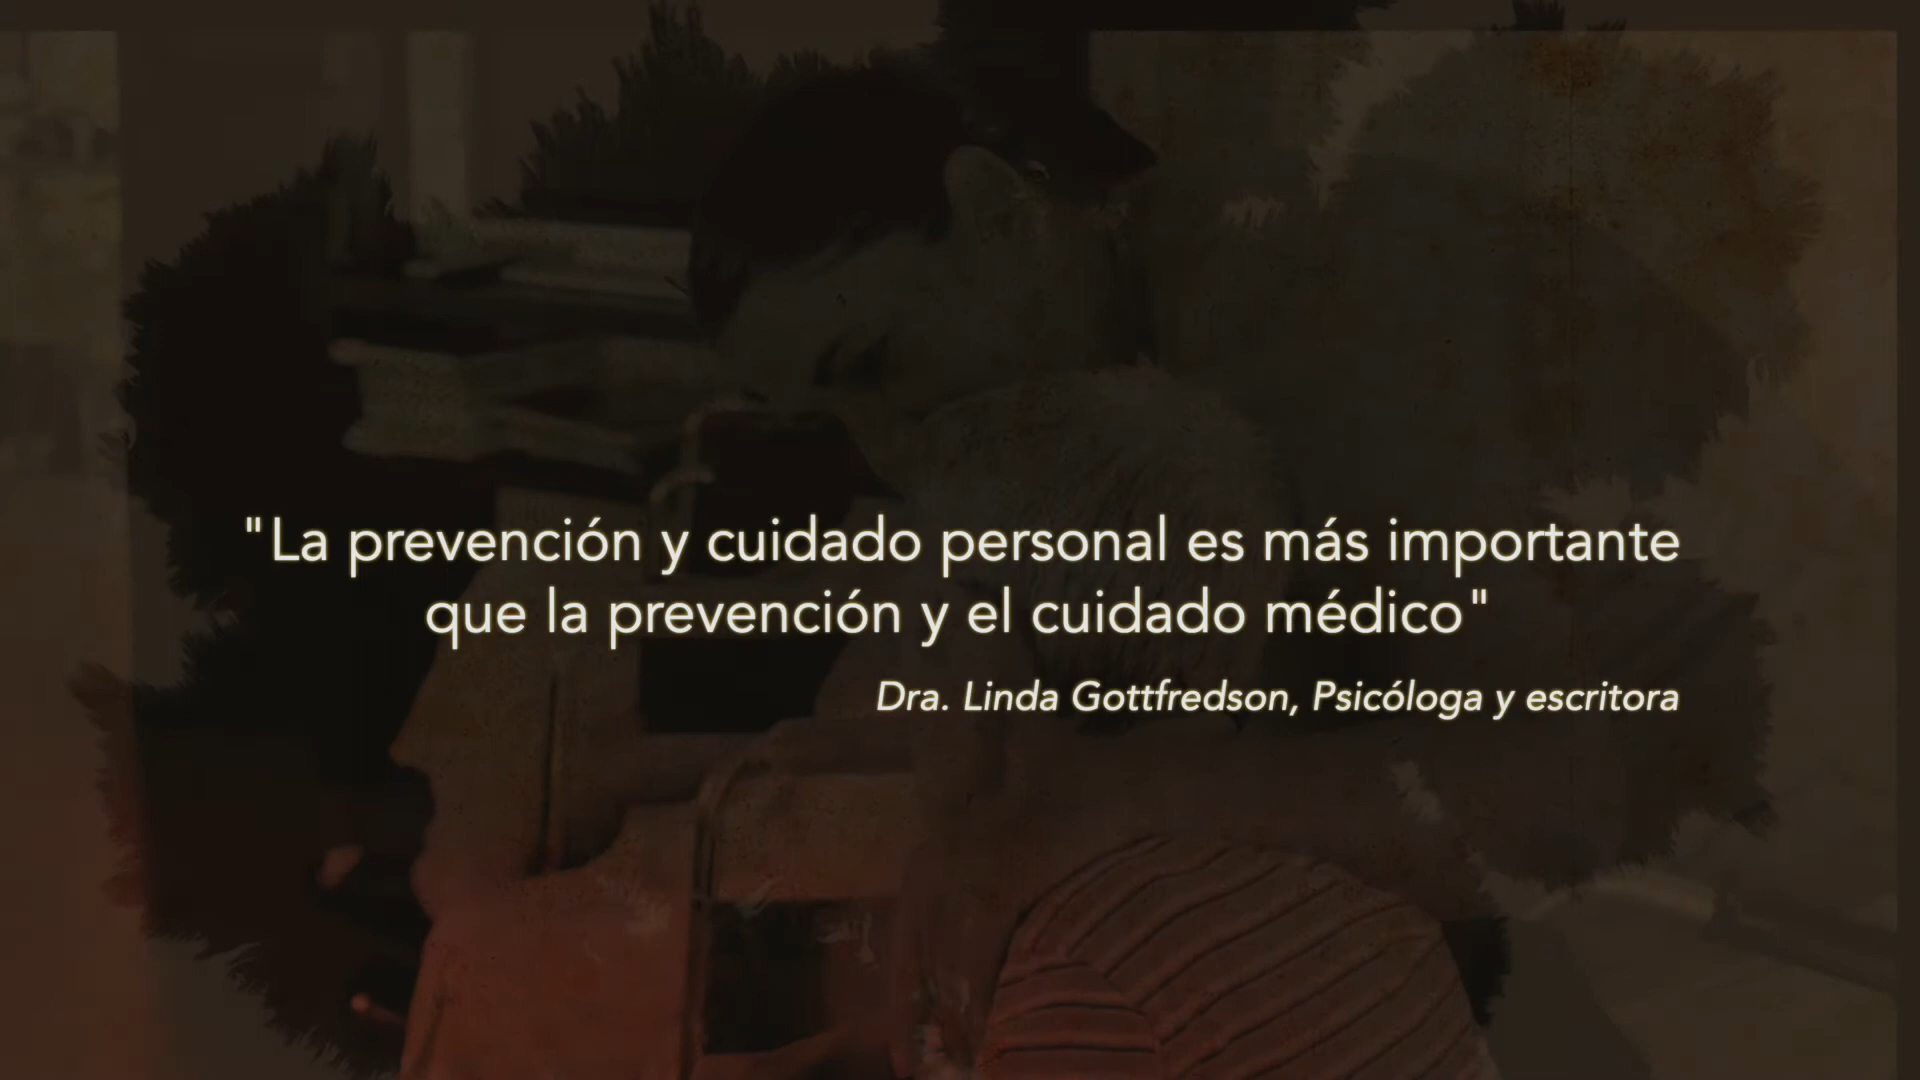 "La prevención y cuidado personal es más importante
que la prevención y el cuidado médico"
Dra. Linda Gottfredson, Psicóloga y escritora